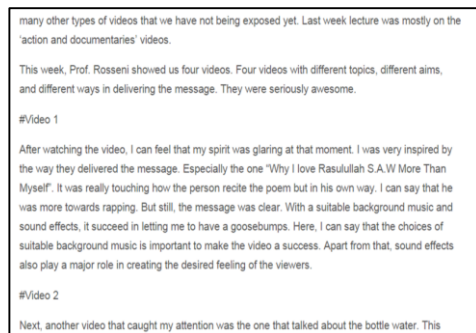 many other types of videos that we have not being exposed yet. Last week lecture was mostly on the
'action and documentaries' videos.
This week, Prof. Rosseni showed us four videos. Four videos with different topics, different aims,
and different ways in delivering the message. They were seriously awesome.
#Video 1
After watching the video, I can feel that my spirit was glaring at that moment. I was very inspired by
the way they delivered the message. Especially the one "Why I love Rasulullah S.A.W More Than
Myself". It was really touching how the person recite the poem but in his own way. I can say that he
was more towards rapping. But still, the message was clear. With a suitable background music and
sound effects, it succeed in letting me to have a goosebumps. Here, I can say that the choices of
suitable background music is important to make the video a success. Apart from that, sound effects
also play a major role in creating the desired feeling of the viewers.
#Video 2
Next, another video that caught my attention was the one that talked about the bottle water. This